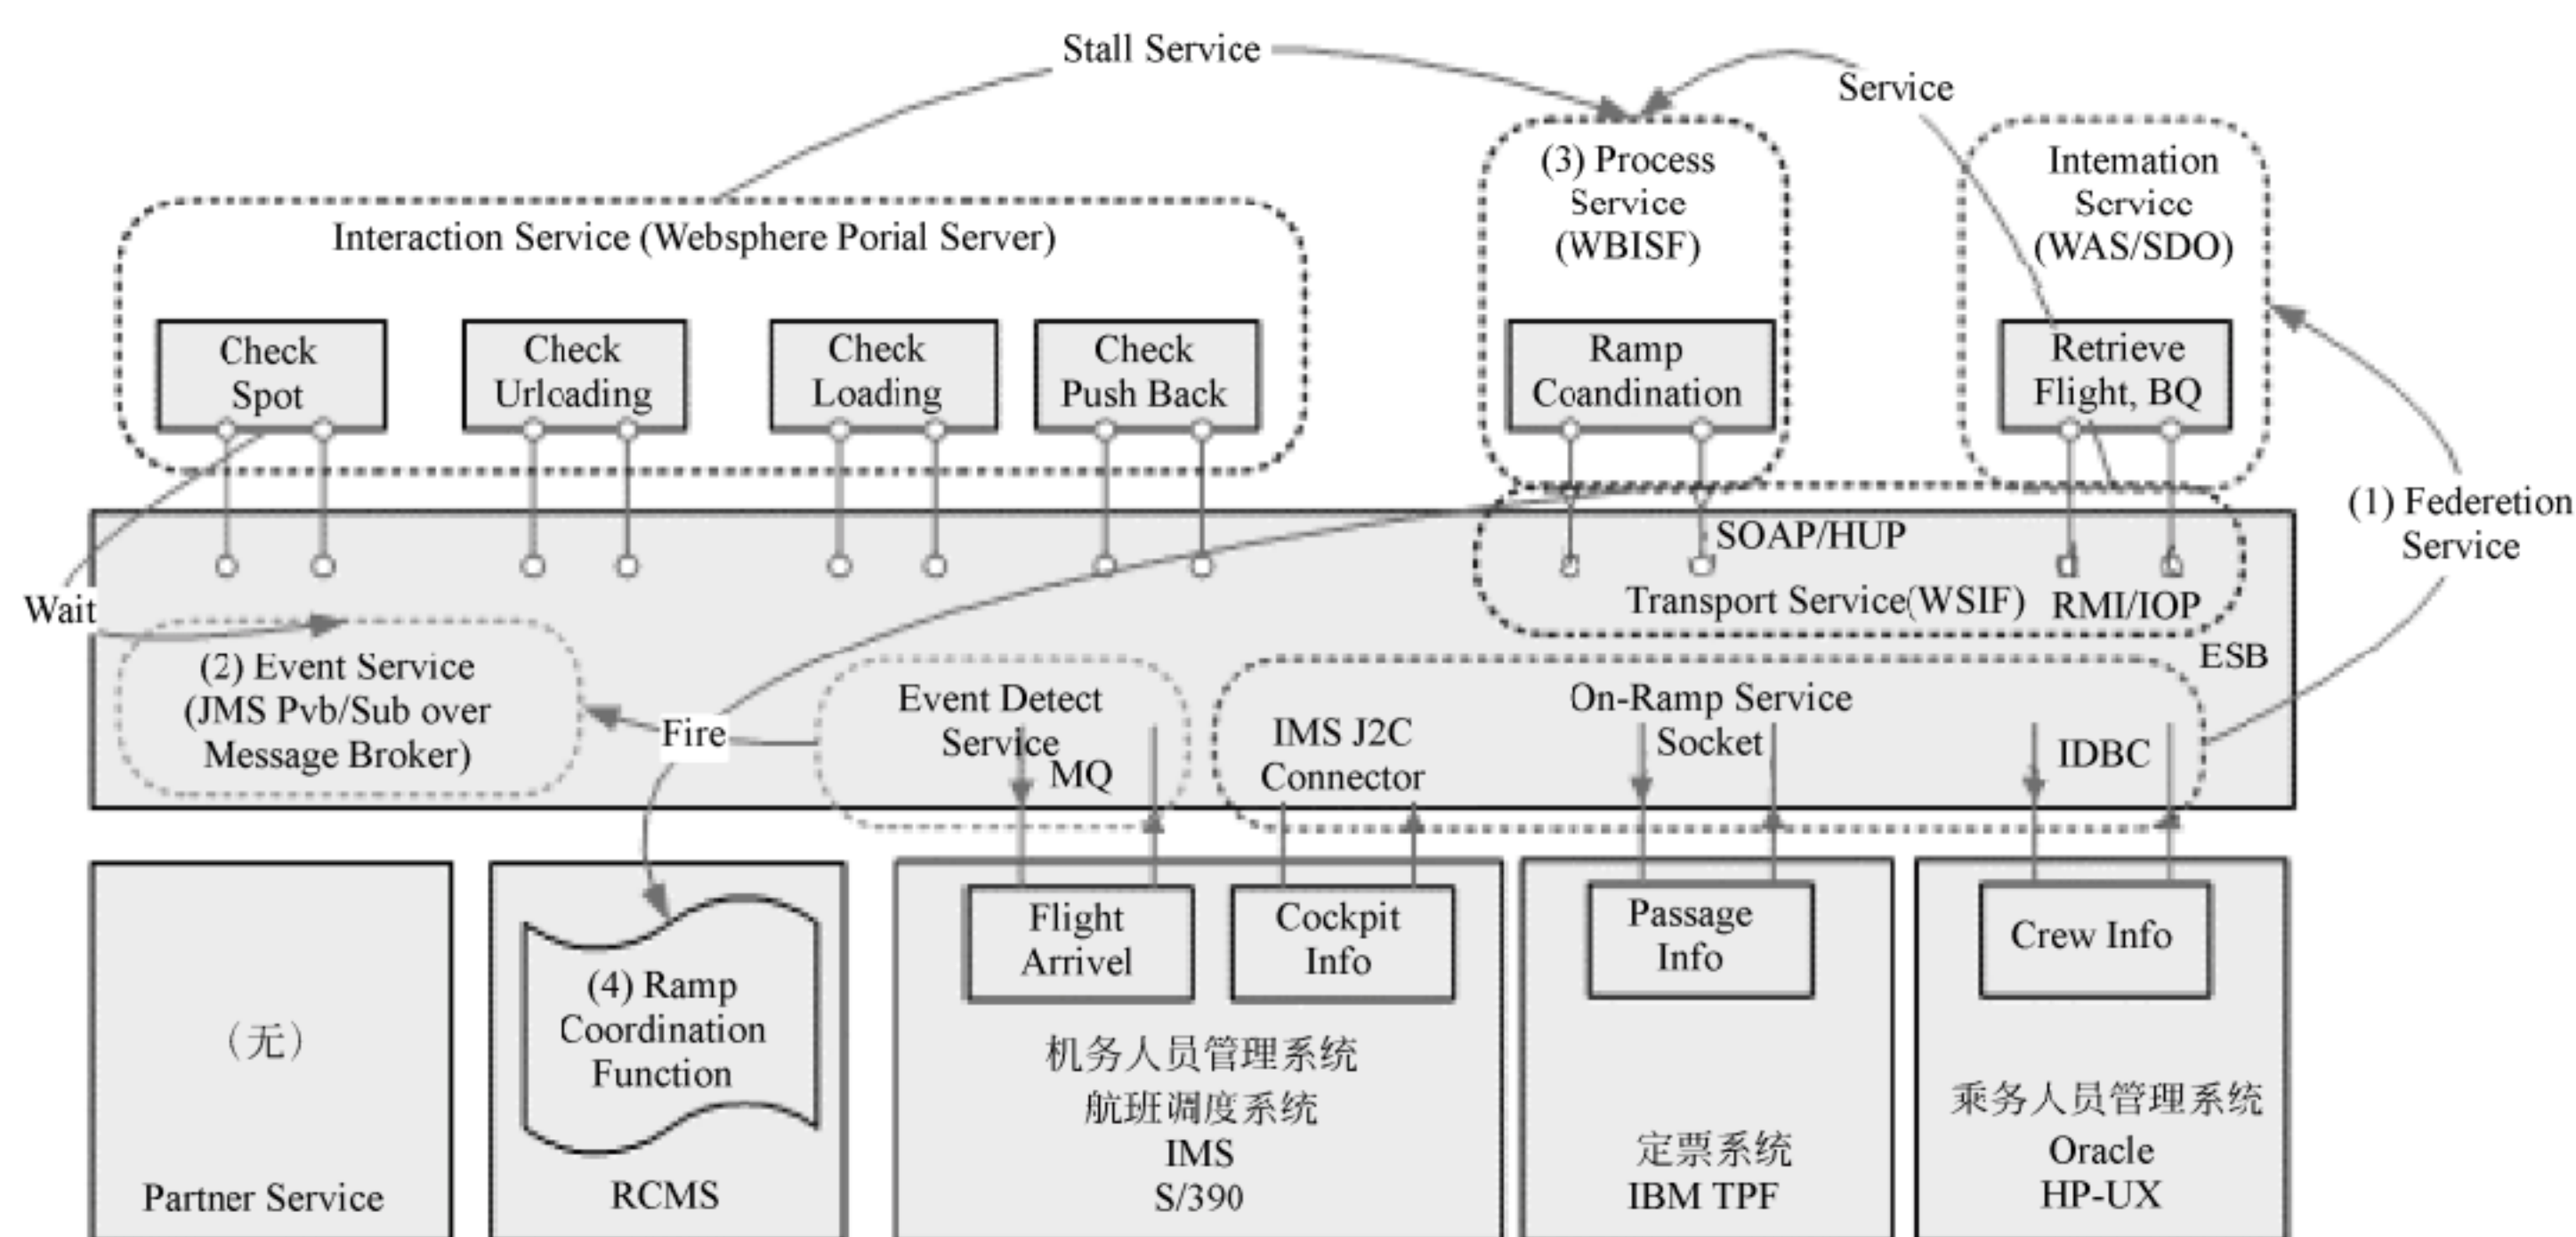 Stall Service
Service
(3) Process
Service
(WBISF)
Intemation
Service
(WAS/SDO)
Interaction Service (Websphere Porial Server)
Check
Spot
Check
Urloading
Check
Loading
Check
Push Back
Ramp
Coandination
Retrieve
Flight, BQ
(1) Federetion
Service
SOAP/HUP
Transport Service(WSIF)
RMI/IOP
ESB
Wait
(2) Event Service
(JMS Pvb/Sub over
Message Broker)
Fire
Event Detect
Service
MQ
On-Ramp Service
IMS J2C
Connector
Socket
IDBC
(无)
Partner Service
(4) Ramp
Coordination
Function
RCMS
Flight
Arrivel
Cockpit
Info
机务人员管理系统
航班调度系统
IMS
S/390
Passage
Info
定票系统
IBM TPF
Crew Info
乘务人员管理系统
Oracle
HP-UX